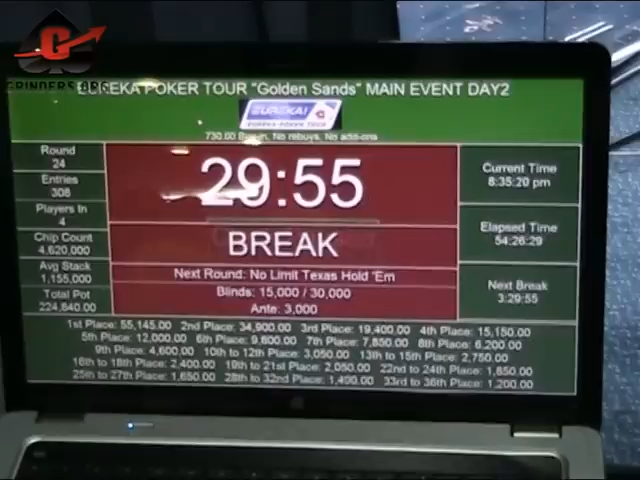 G
GRINDERS.ORG
EUREKA POKER TOUR "Golden Sands" MAIN EVENT DAY2
EUREKA!
POKER TOUR
730.00 Buy-in, No rebuys, No add-ons
Round
24
Entries
308
Players In
4
Chip Count
4,620,000
Avg Stack
1,155,000
Total Pot
224,840.00
29:55
BREAK
Next Round: No Limit Texas Hold 'Em
Blinds: 15,000 / 30,000
Ante: 3,000
Current Time
8:35:20 pm
Elapsed Time
54:26:29
Next Break
3:29:55
1st Place: 55,145.00 2nd Place: 34,900.00 3rd Place: 19,400.00 4th Place: 15,150.00
5th Place: 12,000.00 6th Place: 9,600.00 7th Place: 7,850.00 8th Place: 6,200.00
9th Place: 4,600.00 10th to 12th Place: 3,050.00 13th to 15th Place: 2,750.00
16th to 18th Place: 2,400.00 19th to 21st Place: 2,050.00 22nd to 24th Place: 1,850.00
25th to 27th Place: 1,650.00 28th to 32nd Place: 1,400.00 33rd to 36th Place: 1,200.00